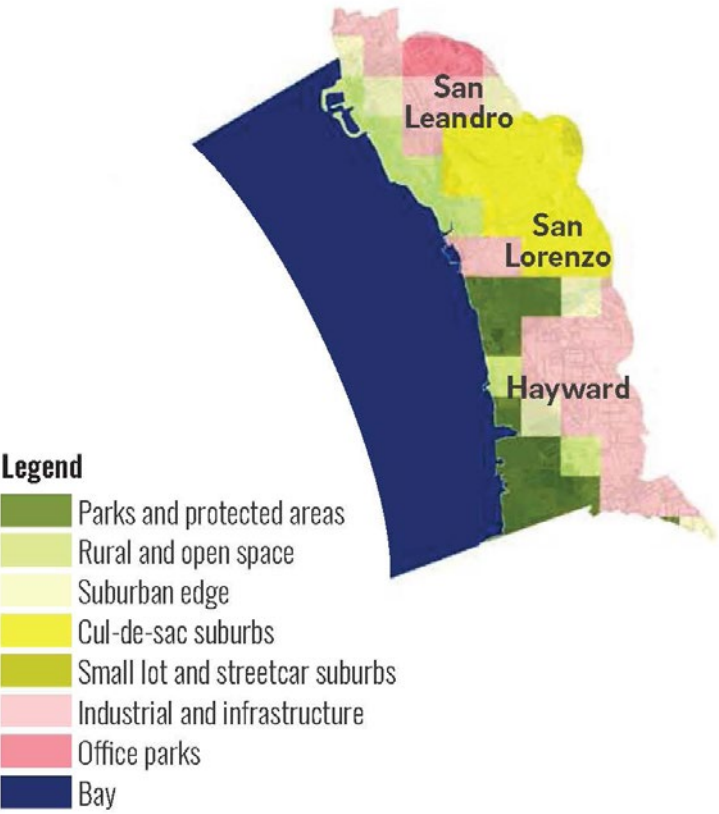 San
Leandro
San
Lorenzo
Hayward
Legend
Parks and protected areas
Rural and open space
Suburban edge
Cul-de-sac suburbs
Small lot and streetcar suburbs
Industrial and infrastructure
Office parks
Bay